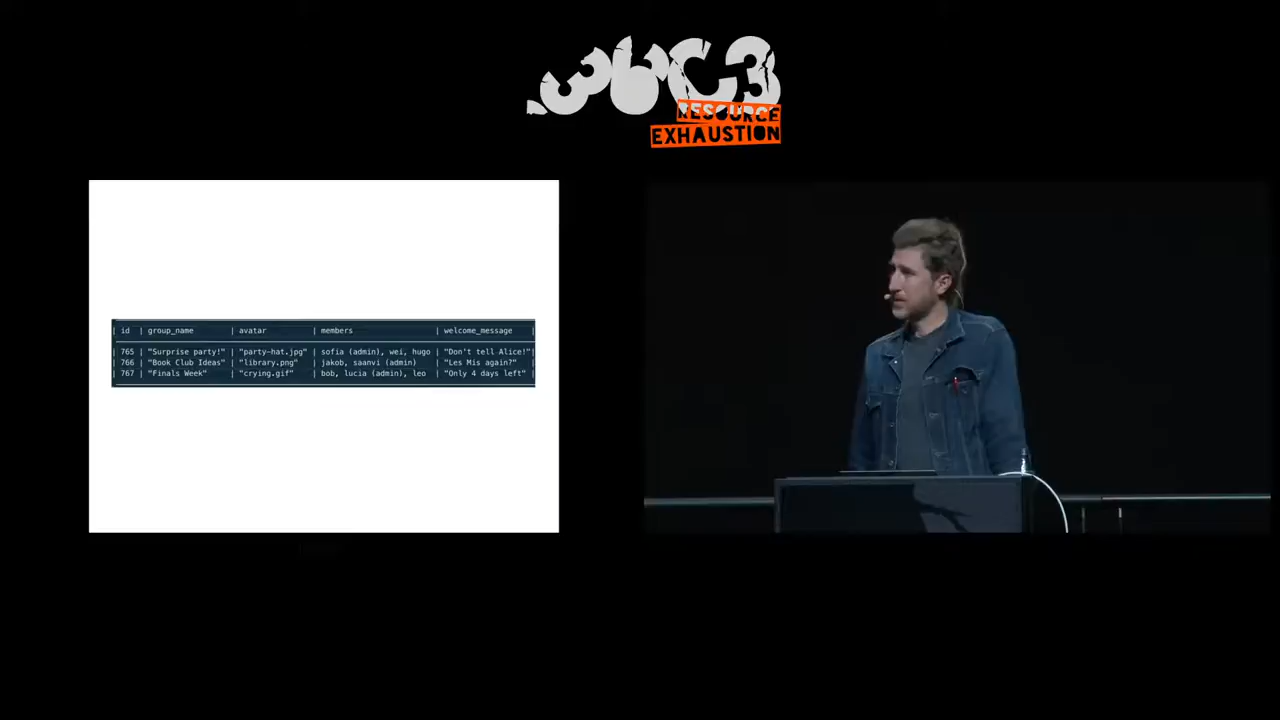 36C3
RESOURCE
EXHAUSTION
| id | group_name | avatar | members | welcome_message |
| 765 | "Surprise party!" | "party-hat.jpg" | sofia (admin), wei, hugo | "Don't tell Alice!" |
| 766 | "Book Club Ideas" | "library.png" | jakob, saanvi (admin) | "Les Mis again?" |
| 767 | "Finals Week" | "crying.gif" | bob, lucia (admin), leo | "Only 4 days left" |